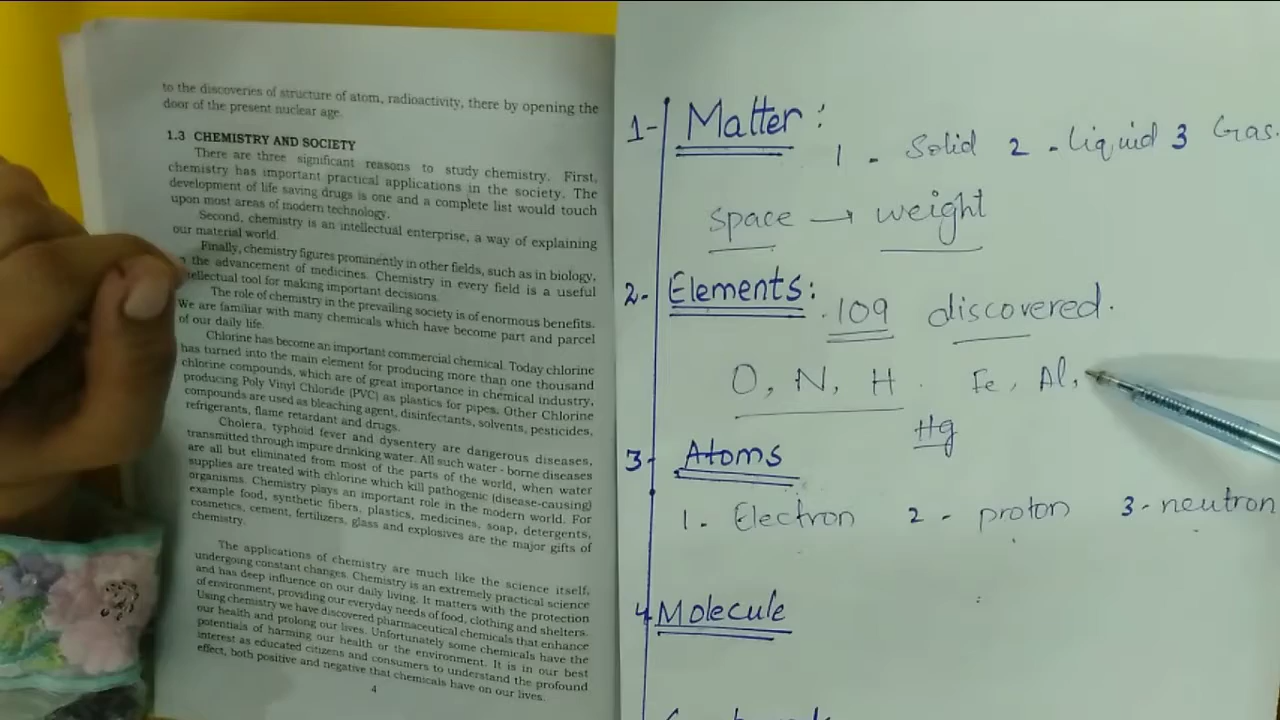 to the discoveries of structure of atom, radioactivity, there by opening the
door of the present nuclear age.
1.3 CHEMISTRY AND SOCIETY
There are three significant reasons to study chemistry. First,
chemistry has important practical applications in the society. The
development of life saving drugs is one and a complete list would touch
upon most areas of modern technology.
Second, chemistry is an intellectual enterprise, a way of explaining
our material world.
Finally, chemistry figures prominently in other fields, such as in biology,
the advancement of medicines. Chemistry in every field is a useful
tellectual tool for making important decisions.
The role of chemistry in the prevailing society is of enormous benefits.
We are familiar with many chemicals which have become part and parcel
of our daily life.
Chlorine has become an important commercial chemical. Today chlorine
has turned into the main element for producing more than one thousand
chlorine compounds, which are of great importance in chemical industry,
producing Poly Vinyl Chloride (PVC) as plastics for pipes. Other Chlorine
compounds are used as bleaching agent, disinfectants, solvents, pesticides,
refrigerants, flame retardant and drugs.
Cholera, typhoid fever and dysentery are dangerous diseases,
transmitted through impure drinking water. All such water - borne diseases
are all but eliminated from most of the parts of the world, when water
supplies are treated with chlorine which kill pathogenic (disease-causing)
organisms. Chemistry plays an important role in the modern world. For
example food, synthetic fibers, plastics, medicines, soap, detergents,
cosmetics, cement, fertilizers, glass and explosives are the major gifts of
chemistry.
The applications of chemistry are much like the science itself,
undergoing constant changes. Chemistry is an extremely practical science
and has deep influence on our daily living. It matters with the protection
of environment, providing our everyday needs of food, clothing and shelters.
Using chemistry we have discovered pharmaceutical chemicals that enhance
our health and prolong our lives. Unfortunately some chemicals have the
potentials of harming our health or the environment. It is in our best
interest as educated citizens and consumers to understand the profound
effect, both positive and negative that chemicals have on our lives.
4
1- Matter :
1 - Solid 2 - liquid 3 Gas.
space → weight
2- Elements: 109 discovered.
O, N, H. Fe, Al,
Hg
3- Atoms
1- Electron 2 - proton 3- neutron
4 Molecule